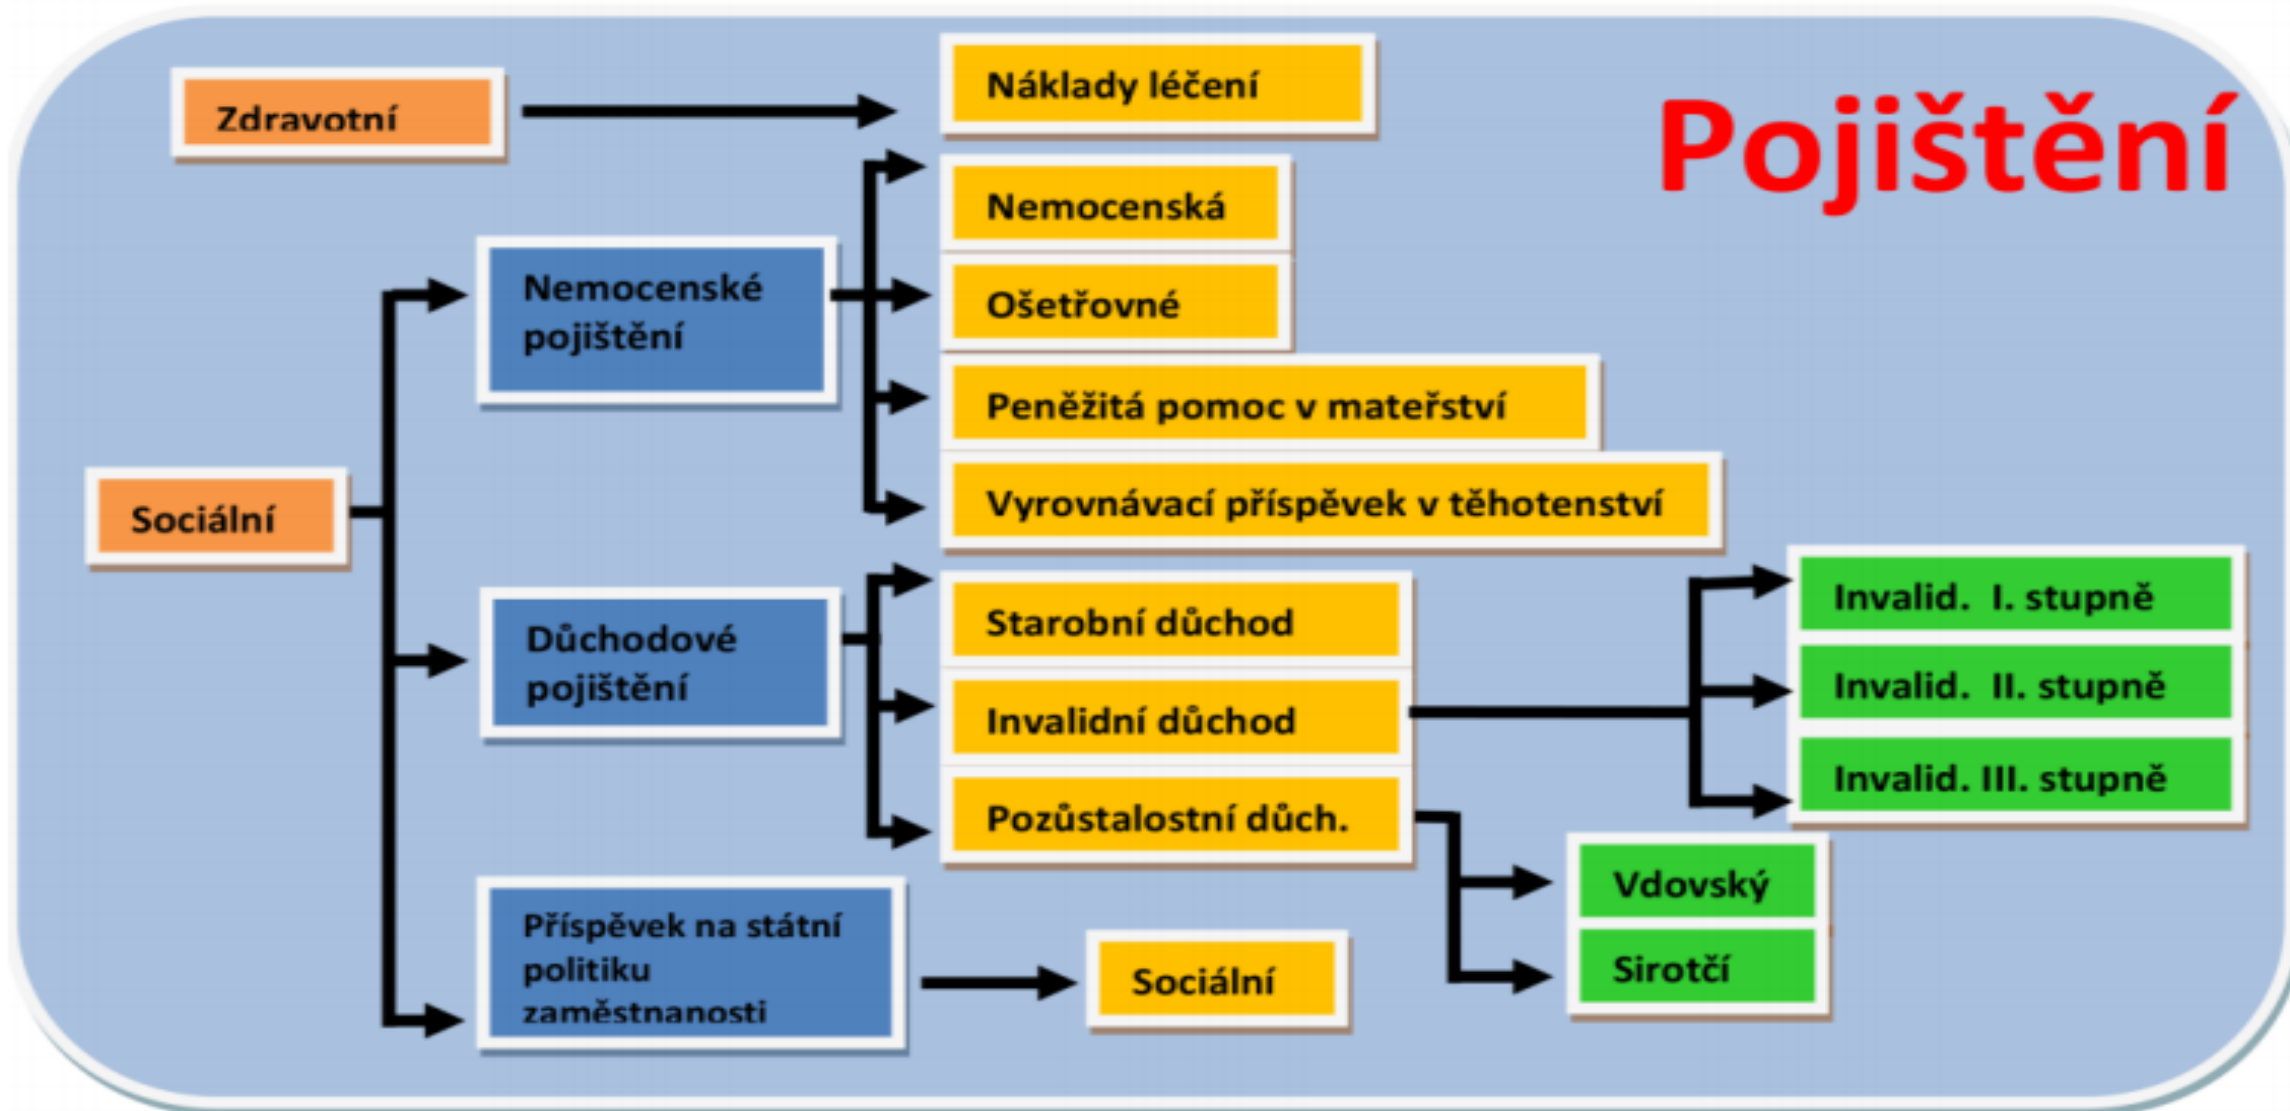 Pojištění
Zdravotní
Náklady léčení
Nemocenské
pojištění
Nemocenská
Ošetřovné
Peněžitá pomoc v mateřství
Vyrovnávací příspěvek v těhotenství
Sociální
Důchodové
pojištění
Starobní důchod
Invalidní důchod
Pozůstalostní důch.
Invalid. I. stupně
Invalid. II. stupně
Invalid. III. stupně
Vdovský
Sirotčí
Příspěvek na státní
politiku
zaměstnanosti
Sociální